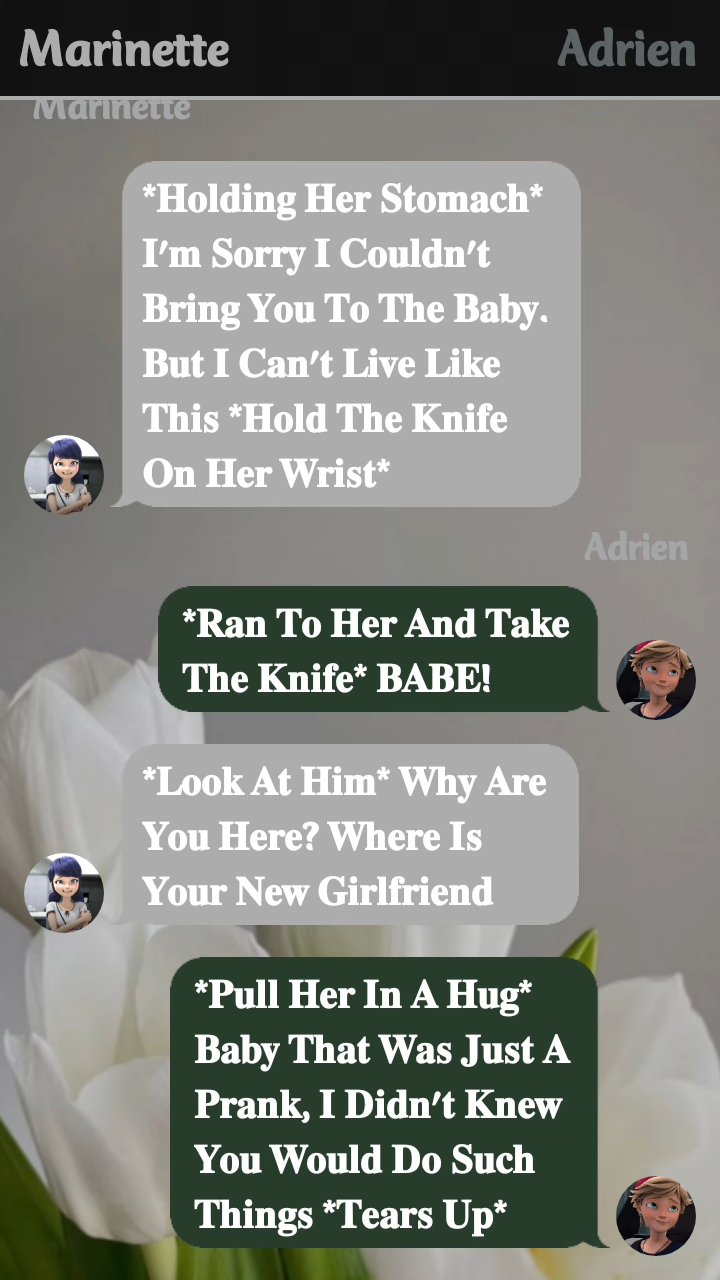 Marinette Adrien
Marinette
*Holding Her Stomach*
I'm Sorry I Couldn't
Bring You To The Baby.
But I Can't Live Like
This *Hold The Knife
On Her Wrist*
Adrien
*Ran To Her And Take
The Knife* BABE!
*Look At Him* Why Are
You Here? Where Is
Your New Girlfriend
*Pull Her In A Hug*
Baby That Was Just A
Prank, I Didn't Knew
You Would Do Such
Things *Tears Up*